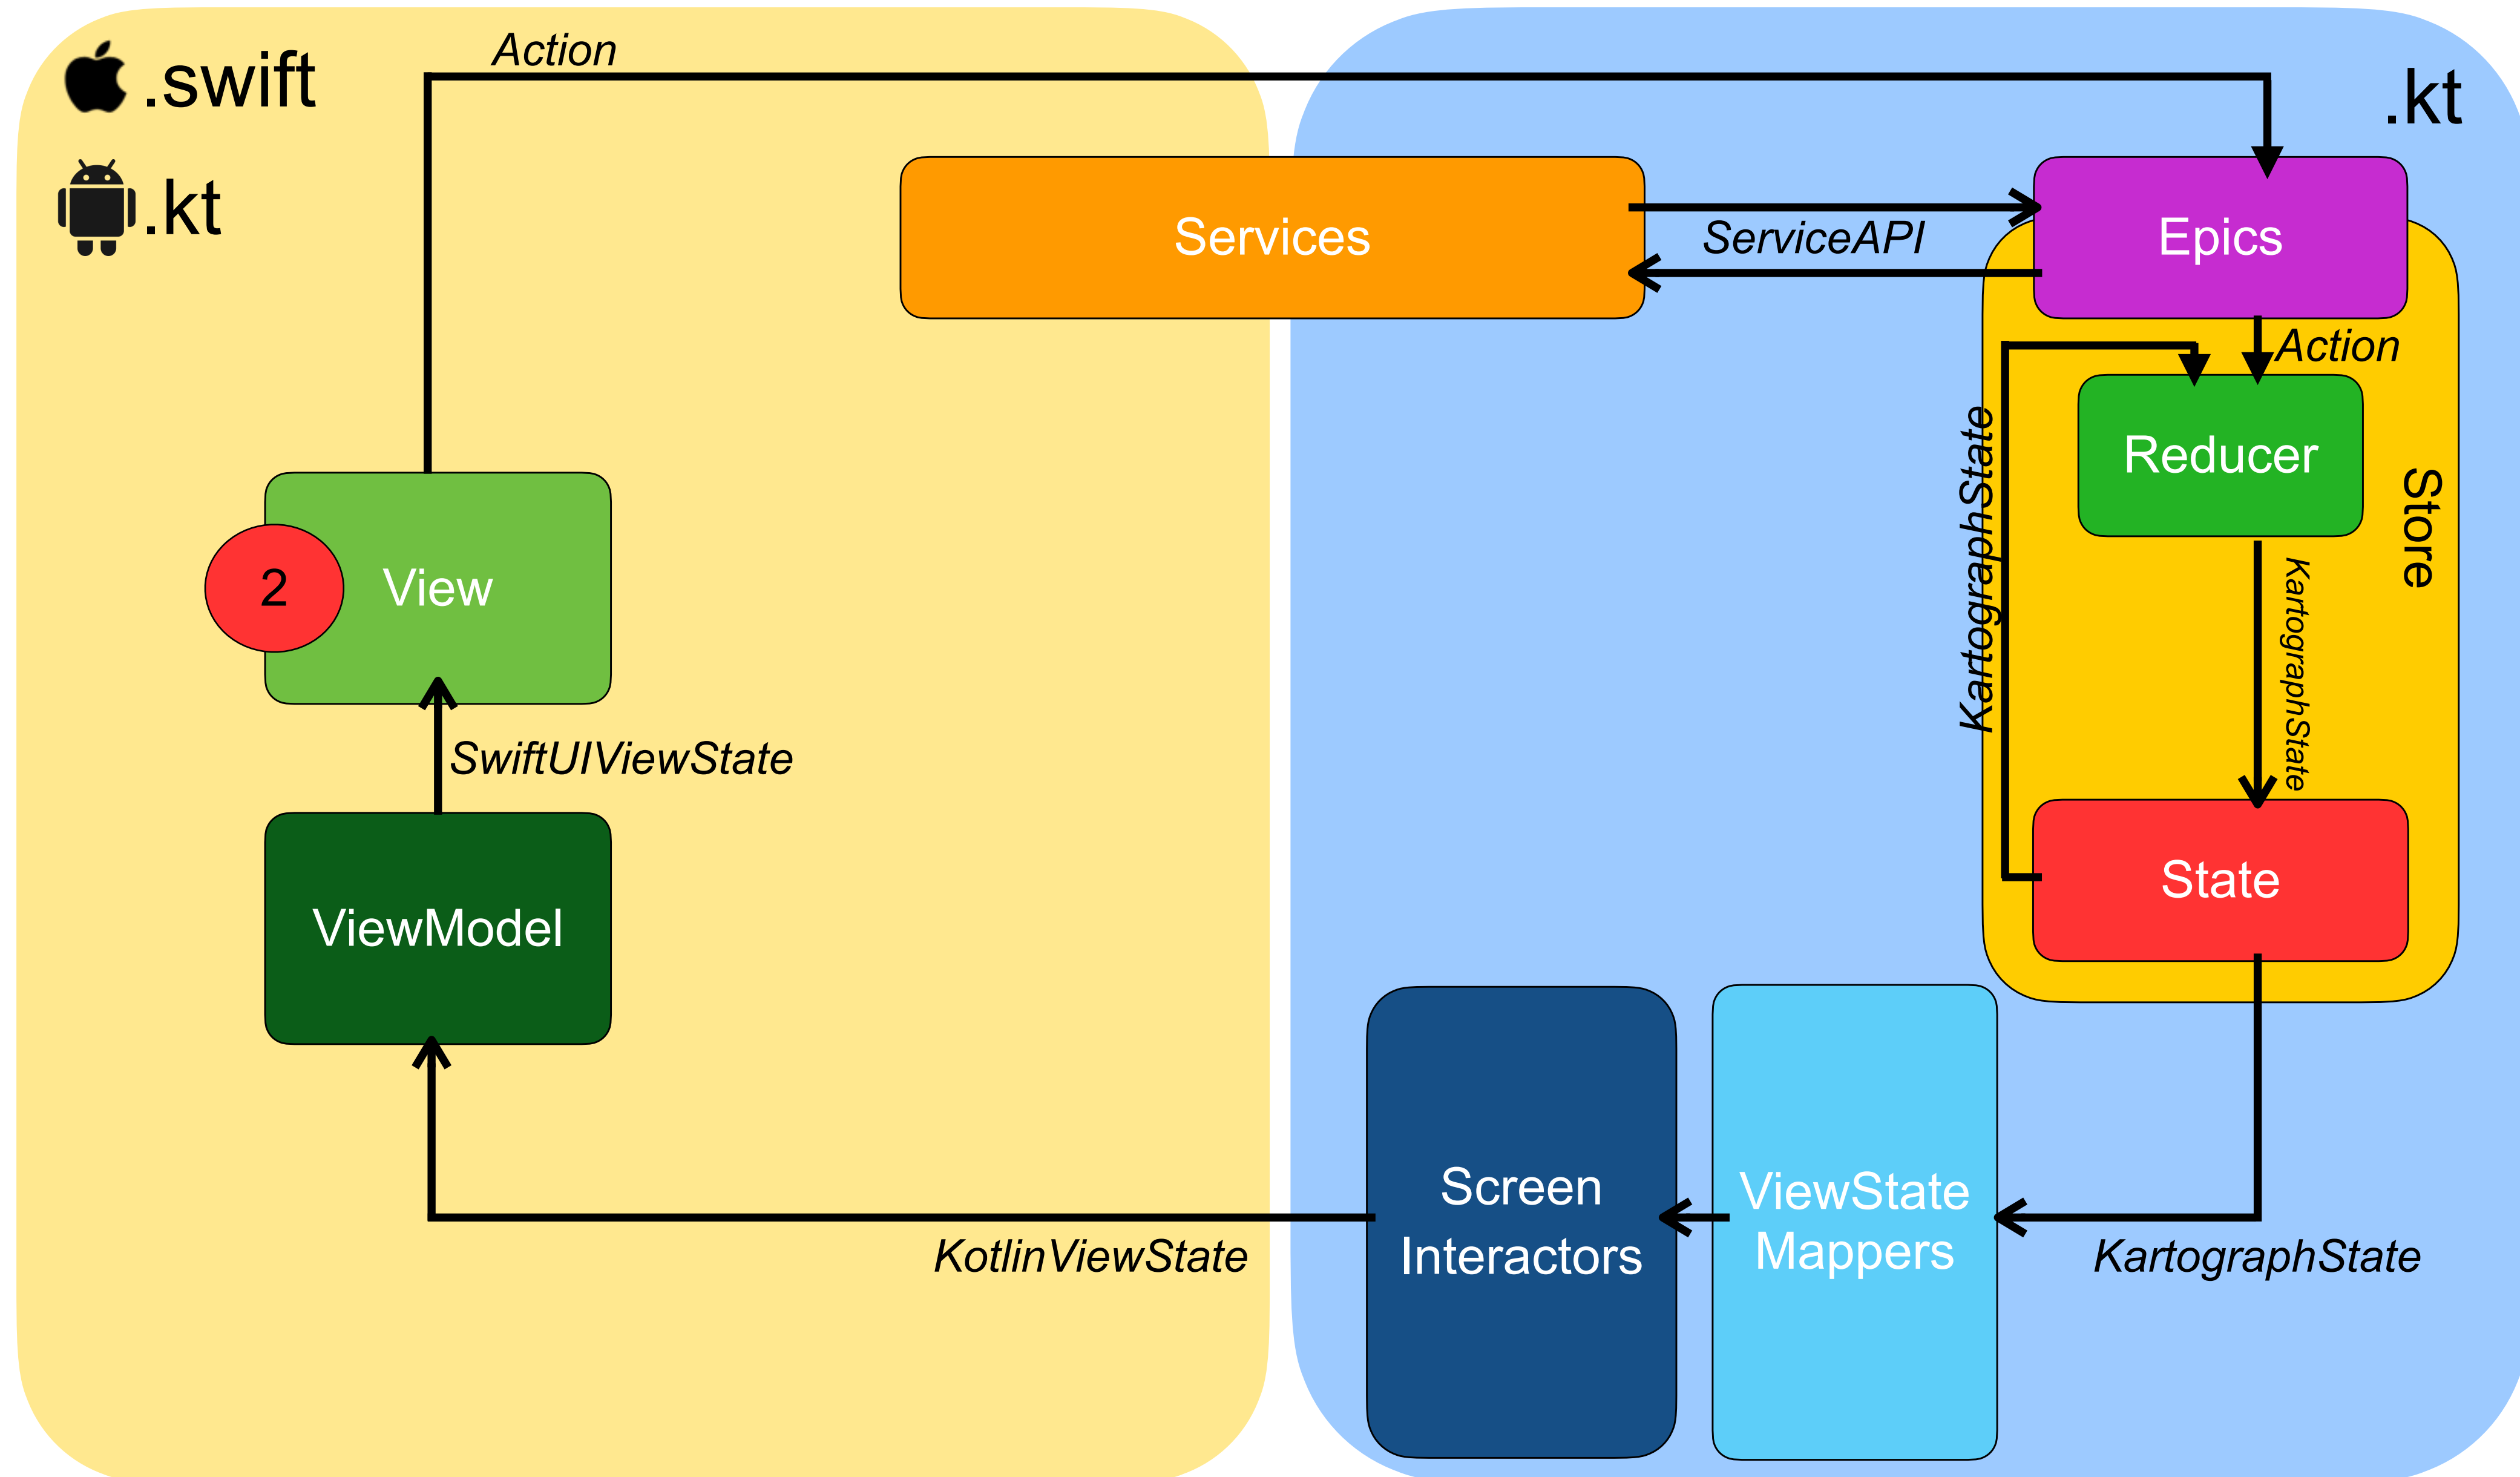 Action
.swift
.kt
.kt
Services
ServiceAPI
Epics
Action
KartographState
Reducer
Store
2
View
KartographState
SwiftUIViewState
State
ViewModel
Screen
Interactors
ViewState
Mappers
KotlinViewState
KartographState